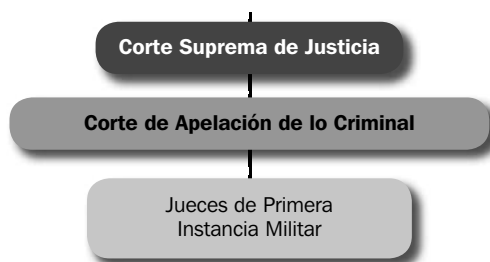 Corte Suprema de Justicia
Corte de Apelación de lo Criminal
Jueces de Primera
Instancia Militar